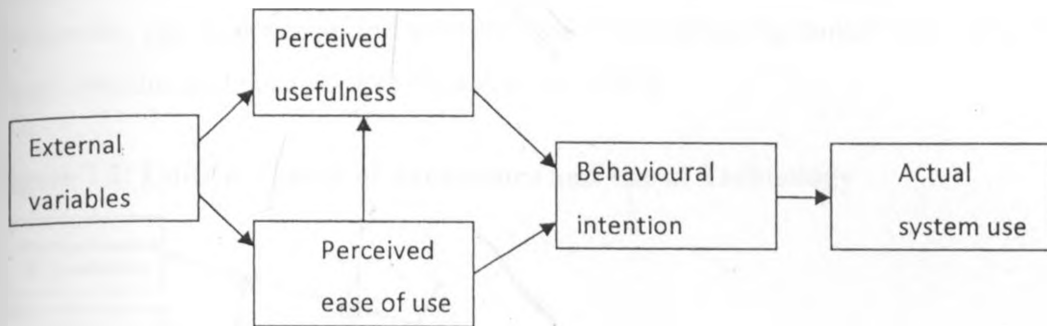 Perceived
usefulness
External
variables
Behavioural
intention
Actual
system use
Perceived
ease of use